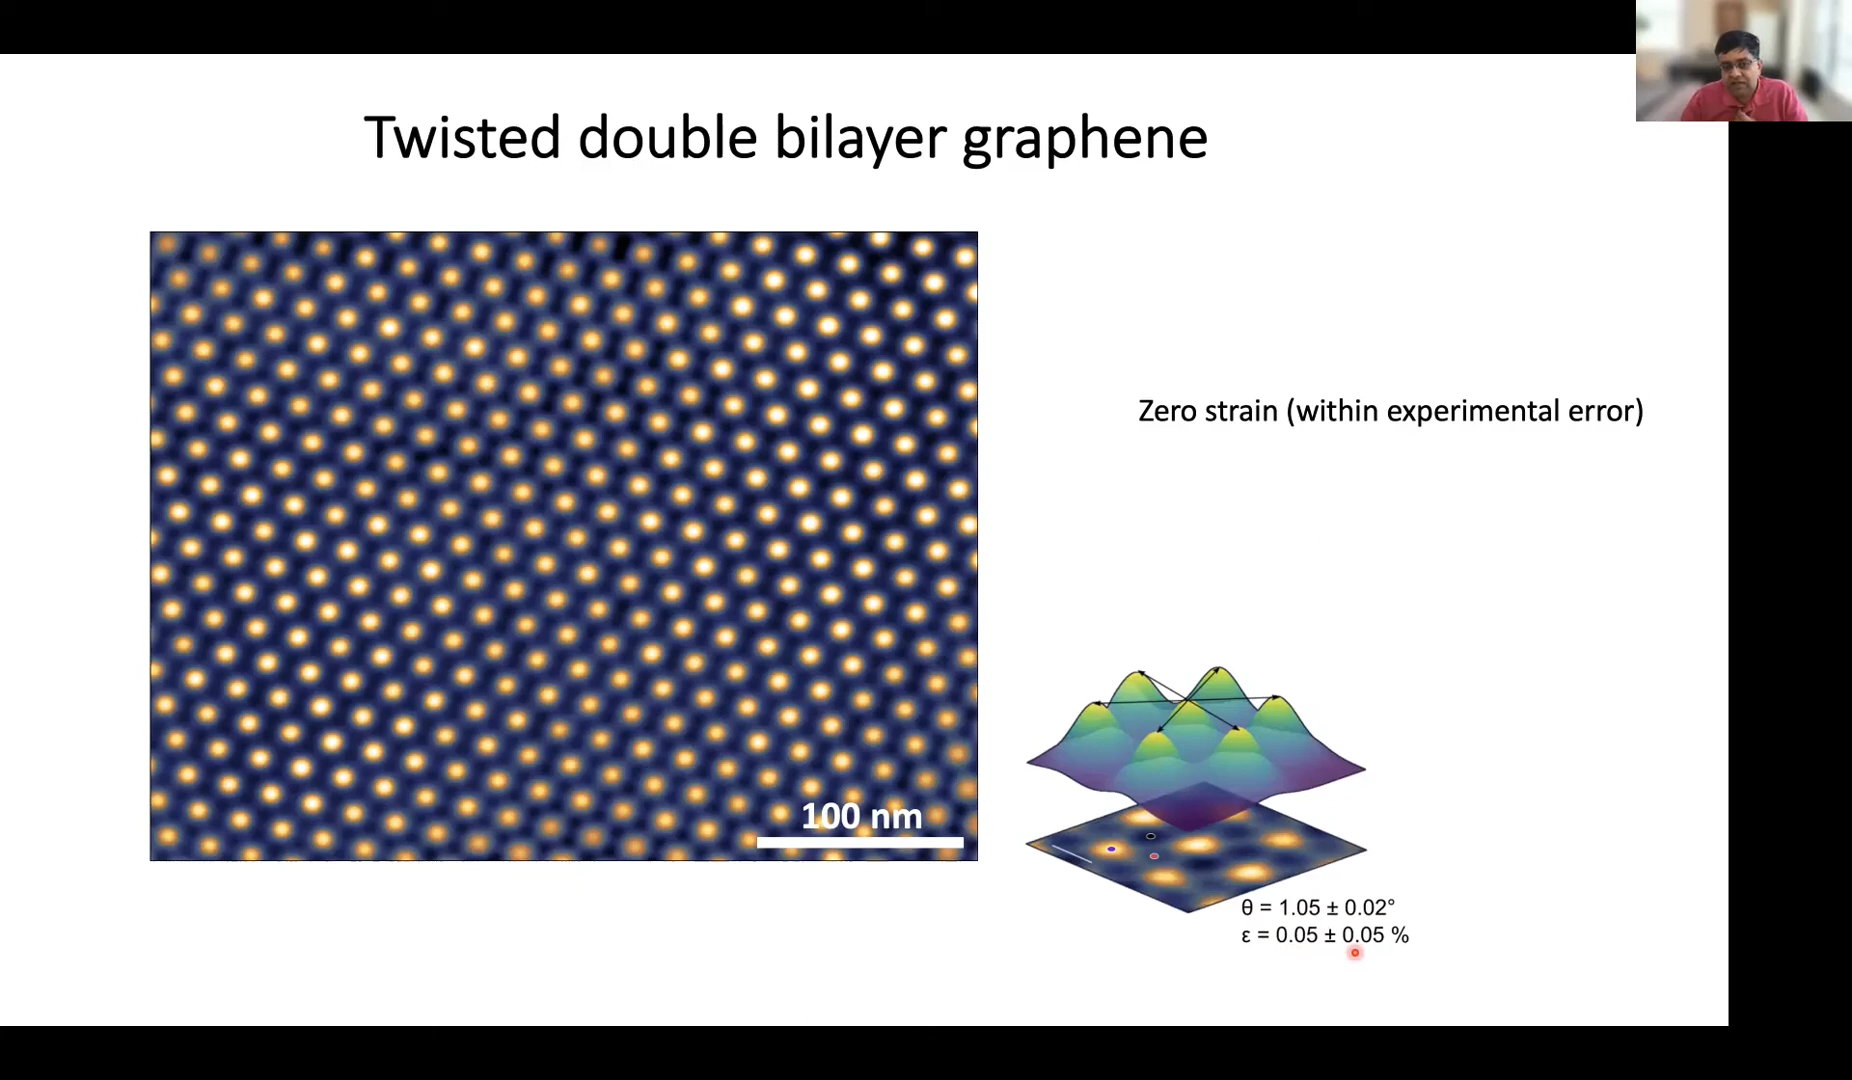 Twisted double bilayer graphene
Zero strain (within experimental error)
100 nm
θ = 1.05 ± 0.02°
ε = 0.05 ± 0.05 %